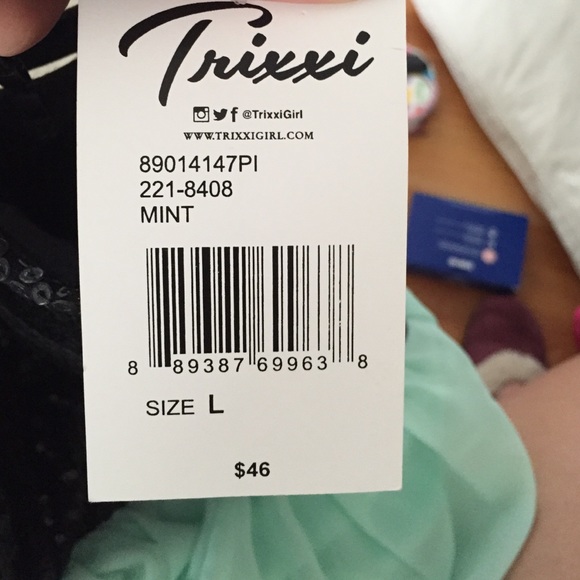 Trixxi
@TrixxiGirl
WWW.TRIXXIGIRL.COM
89014147PI
221-8408
MINT
8 89387 69963 8
SIZE L
$46